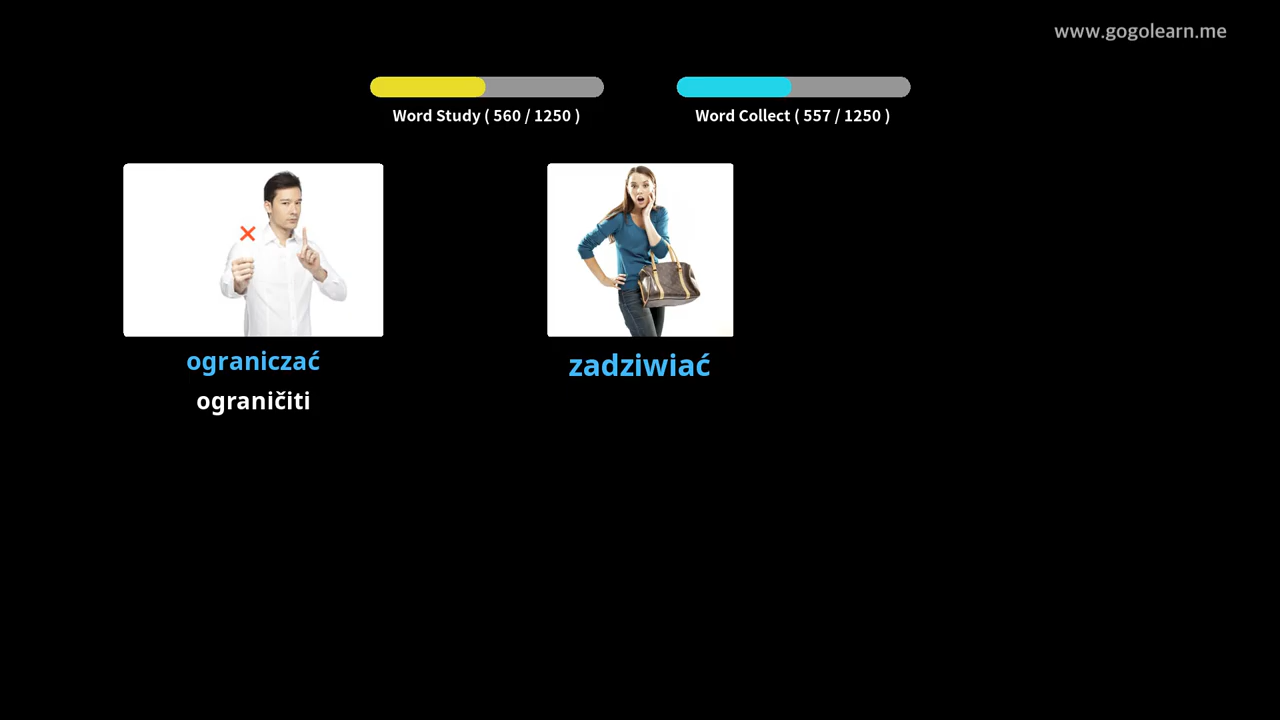 www.gogolearn.me
Word Study ( 560 / 1250 )
Word Collect ( 557 / 1250 )
ograniczać
ograničiti
zadziwiać